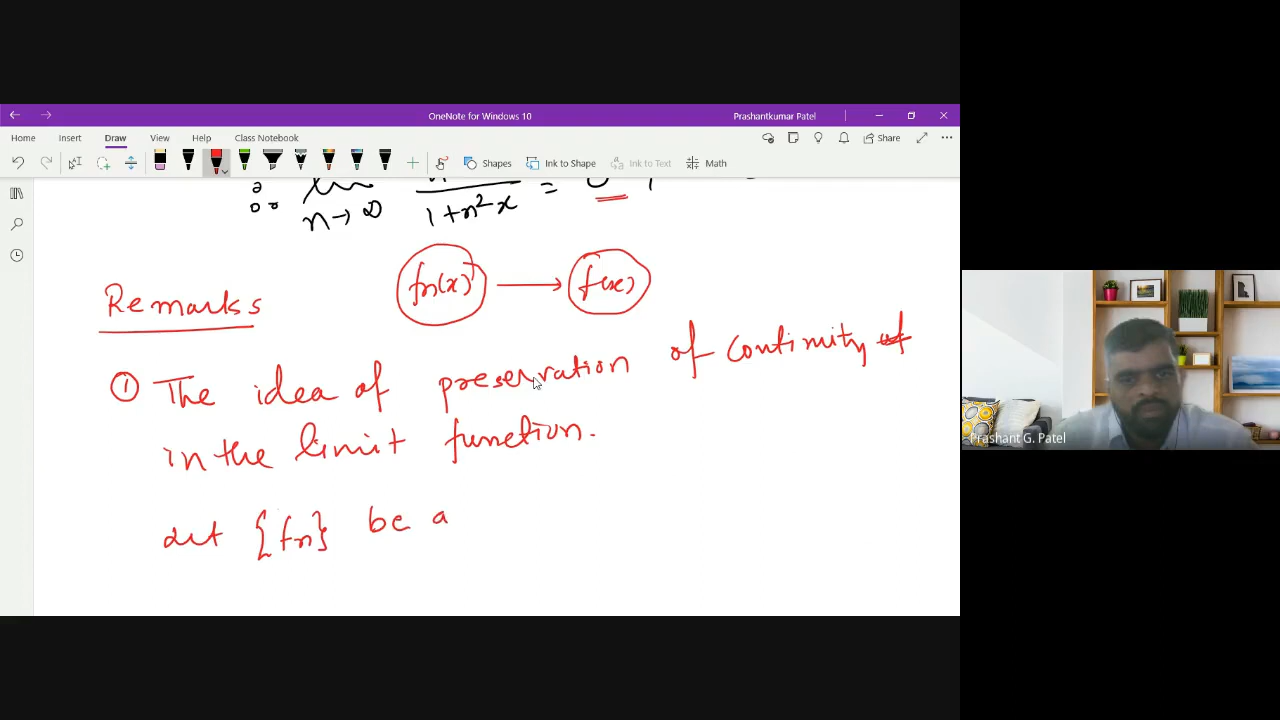 OneNote for Windows 10
Prashantkumar Patel
Home Insert Draw View Help Class Notebook
Share
Shapes Ink to Shape Ink to Text Math
lim n→∞ 1+n²x =
fn(x) → f(x)
Remarks
① The idea of preservation of continuity of
in the limit function.
Let {fn} be a
Prashant G. Patel